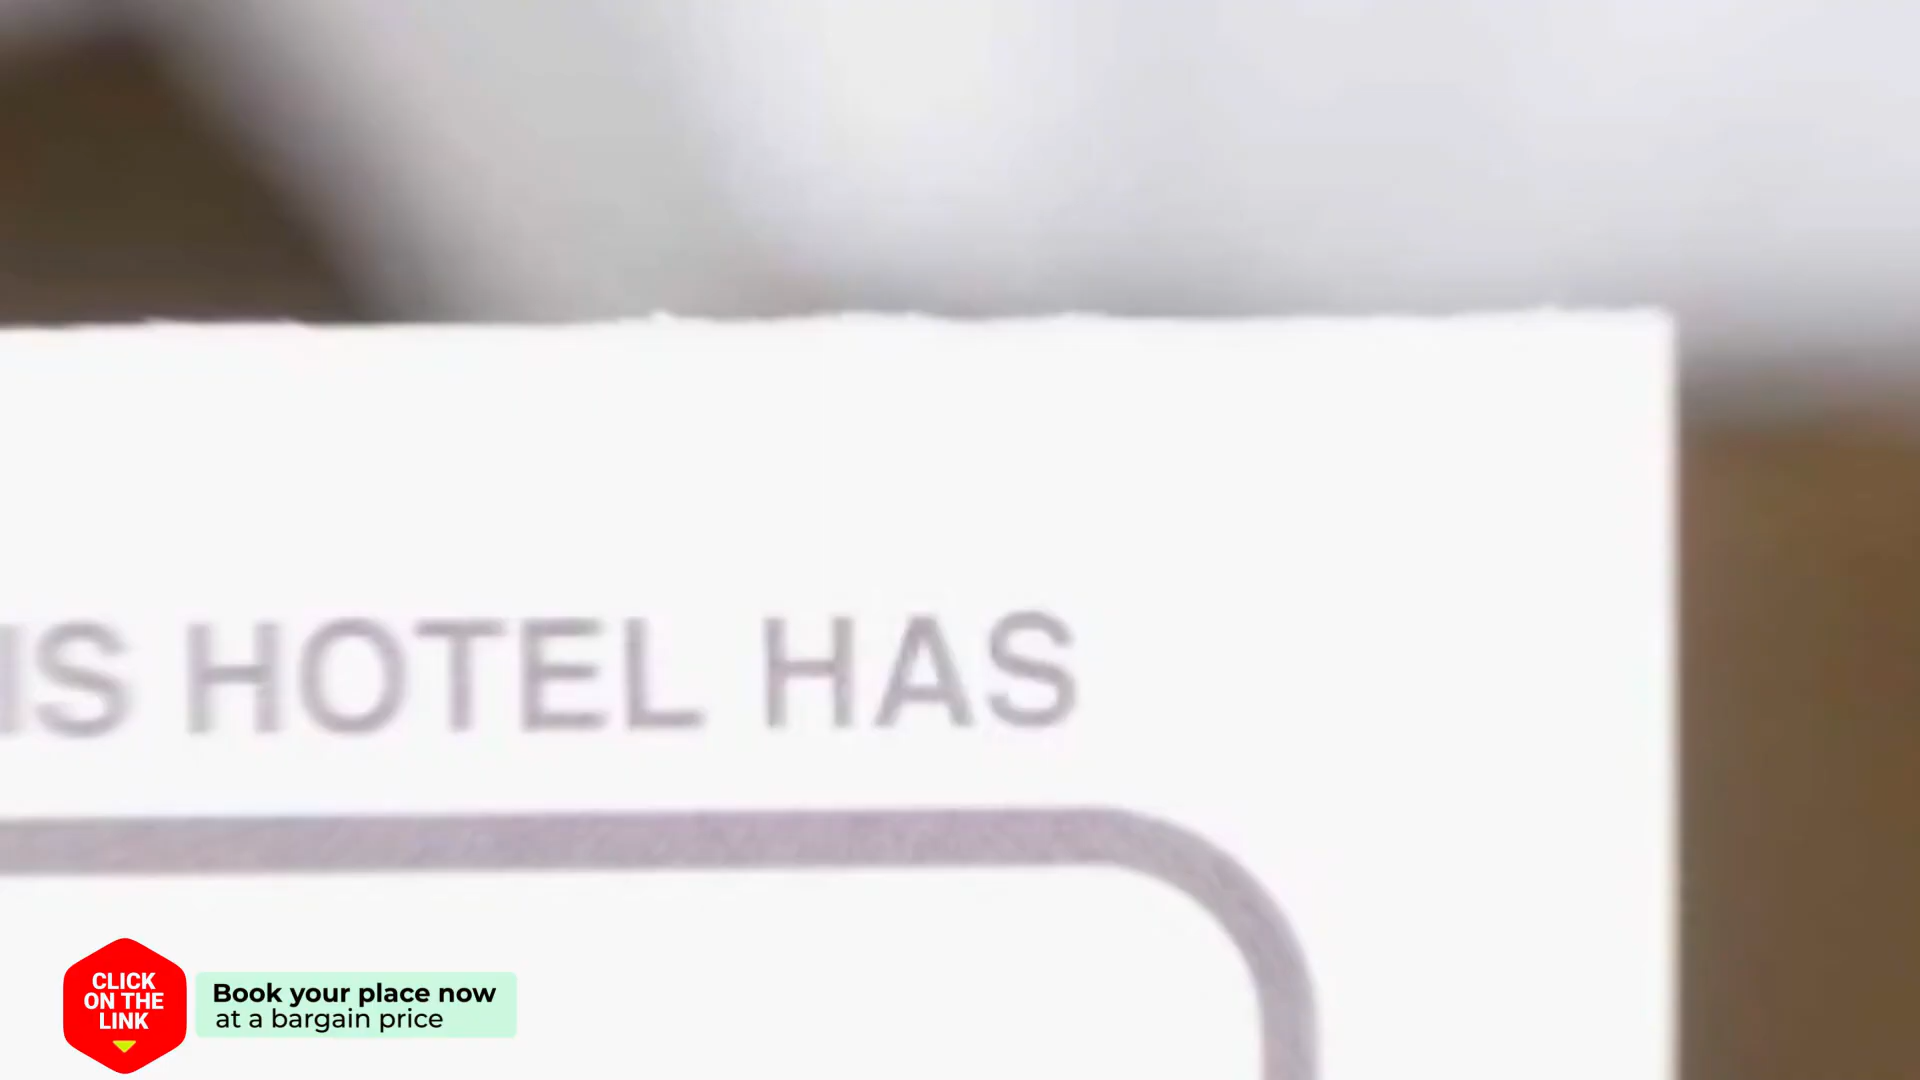 IS HOTEL HAS
CLICK
ON THE
LINK
Book your place now
at a bargain price